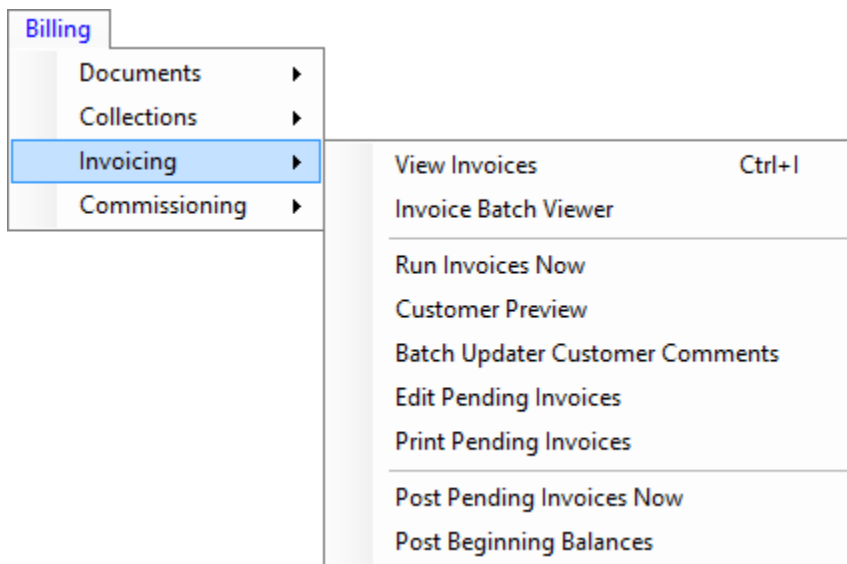 Billing
Documents
Collections
Invoicing
Commissioning
View Invoices Ctrl+I
Invoice Batch Viewer
Run Invoices Now
Customer Preview
Batch Updater Customer Comments
Edit Pending Invoices
Print Pending Invoices
Post Pending Invoices Now
Post Beginning Balances